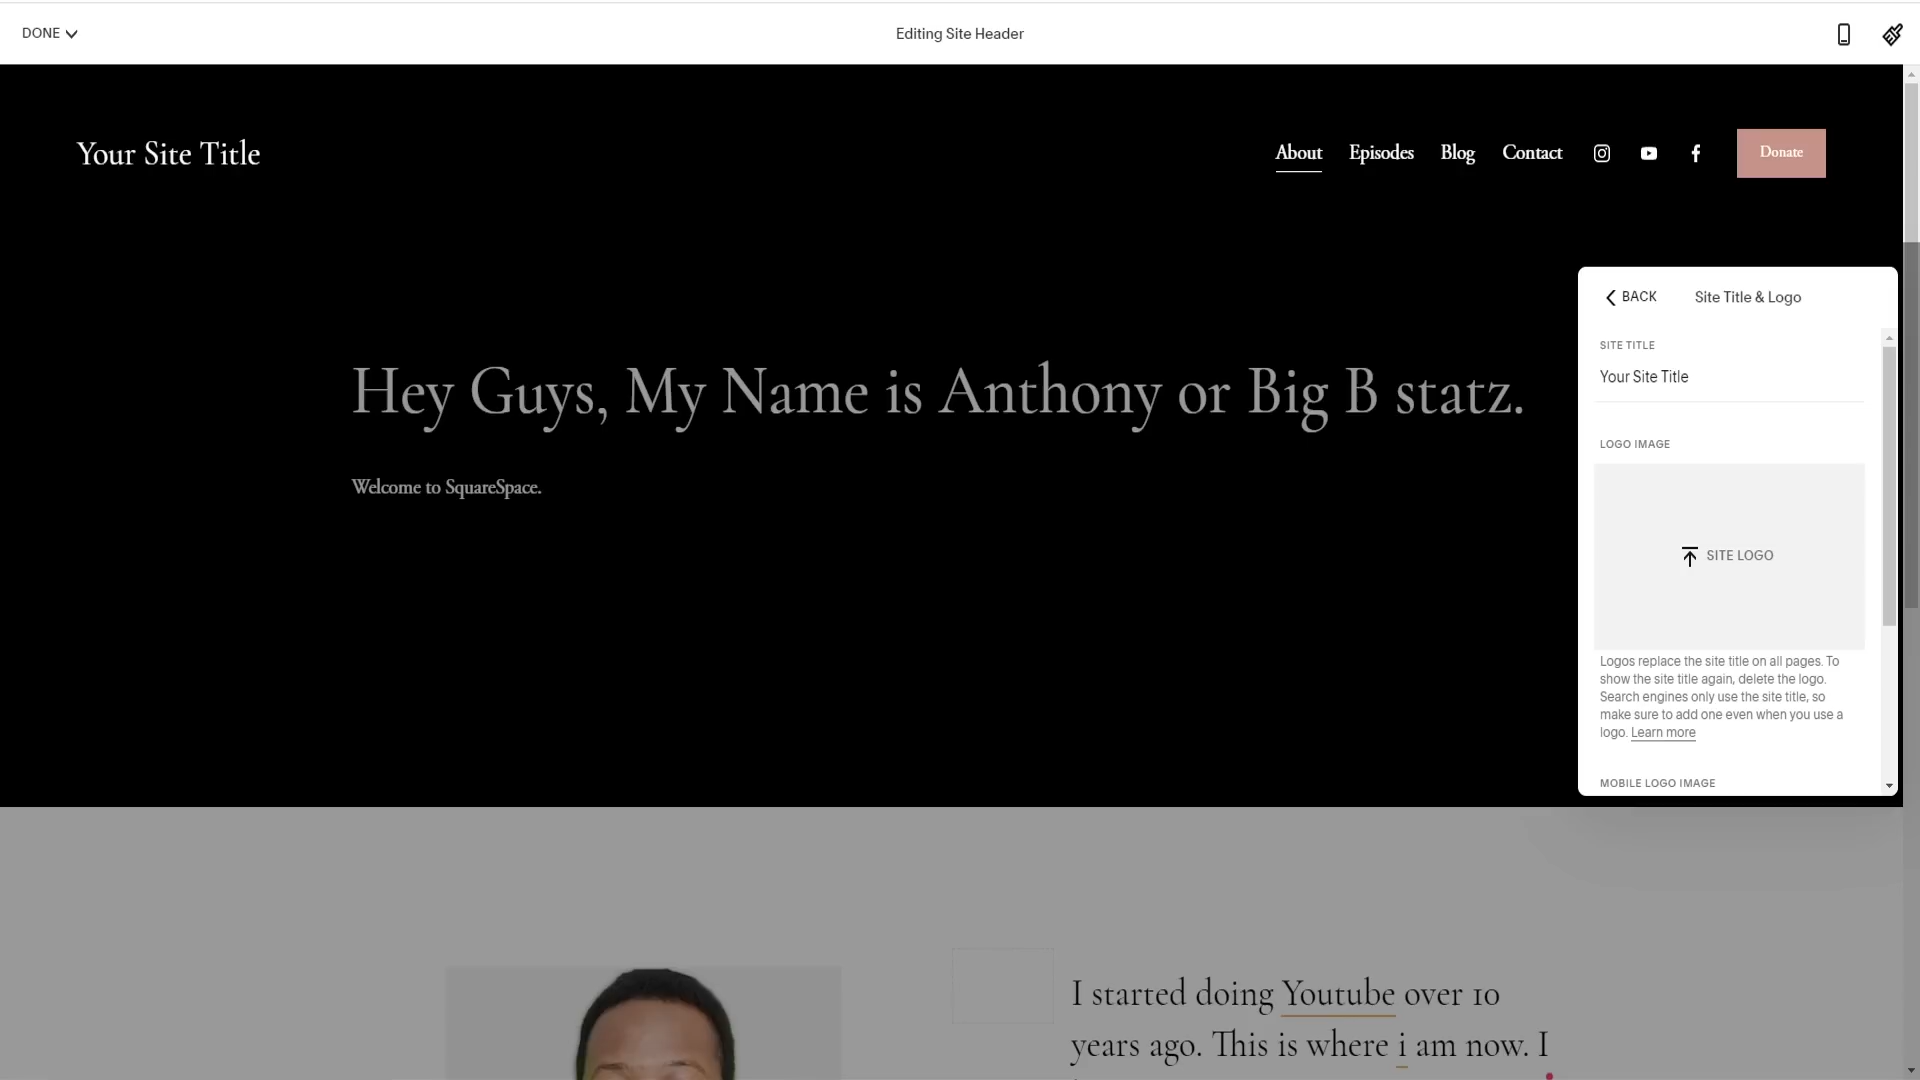 DONE
Editing Site Header
Your Site Title
About
Episodes
Blog
Contact
Donate
Hey Guys, My Name is Anthony or Big B statz.
Welcome to SquareSpace.
BACK
Site Title & Logo
SITE TITLE
Your Site Title
LOGO IMAGE
SITE LOGO
Logos replace the site title on all pages. To
show the site title again, delete the logo.
Search engines only use the site title, so
make sure to add one even when you use a
logo. Learn more
MOBILE LOGO IMAGE
I started doing Youtube over 10
years ago. This is where i am now. I